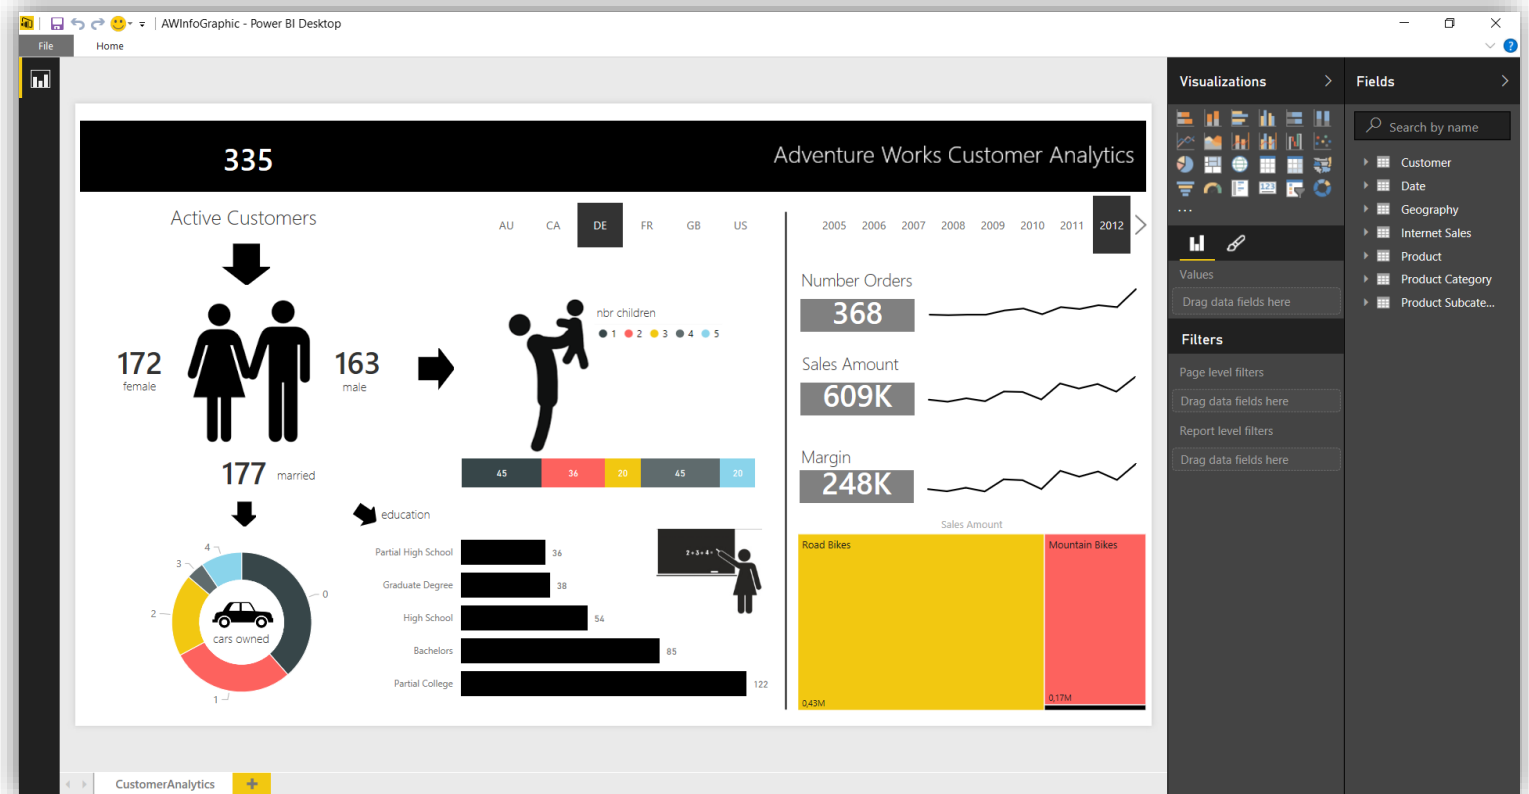 AWInfoGraphic - Power BI Desktop
File
Home
335
Adventure Works Customer Analytics
Active Customers
172
female
163
male
177 married
cars owned
0
1
2
3
4
AU CA DE FR GB US
nbr children
1 2 3 4 5
45 36 20 45 20
education
Partial High School 36
Graduate Degree 38
High School 54
Bachelors 85
Partial College 122
2+3+4=
2005 2006 2007 2008 2009 2010 2011 2012
Number Orders
368
Sales Amount
609K
Margin
248K
Sales Amount
Road Bikes
0,43M
Mountain Bikes
0,17M
CustomerAnalytics
+
Visualizations
...
Values
Drag data fields here
Filters
Page level filters
Drag data fields here
Report level filters
Drag data fields here
Fields
Search by name
Customer
Date
Geography
Internet Sales
Product
Product Category
Product Subcate...
?